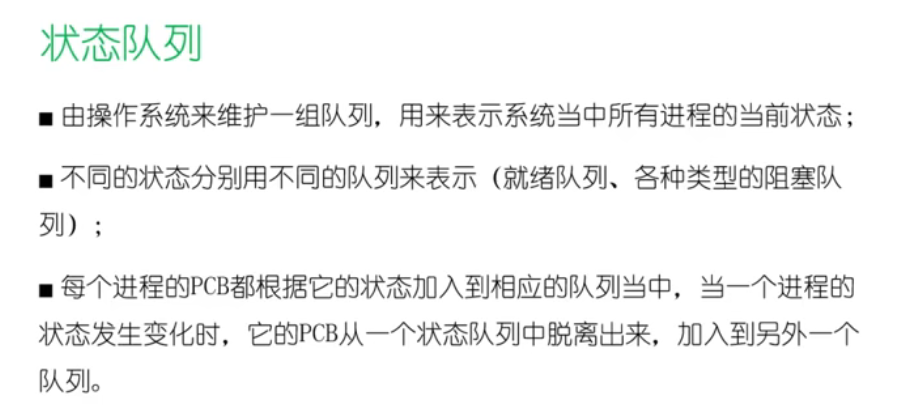 状态队列
■ 由操作系统来维护一组队列，用来表示系统当中所有进程的当前状态；
■ 不同的状态分别用不同的队列来表示（就绪队列、各种类型的阻塞队
列）；
■ 每个进程的PCB都根据它的状态加入到相应的队列当中，当一个进程的
状态发生变化时，它的PCB从一个状态队列中脱离出来，加入到另外一个
队列。